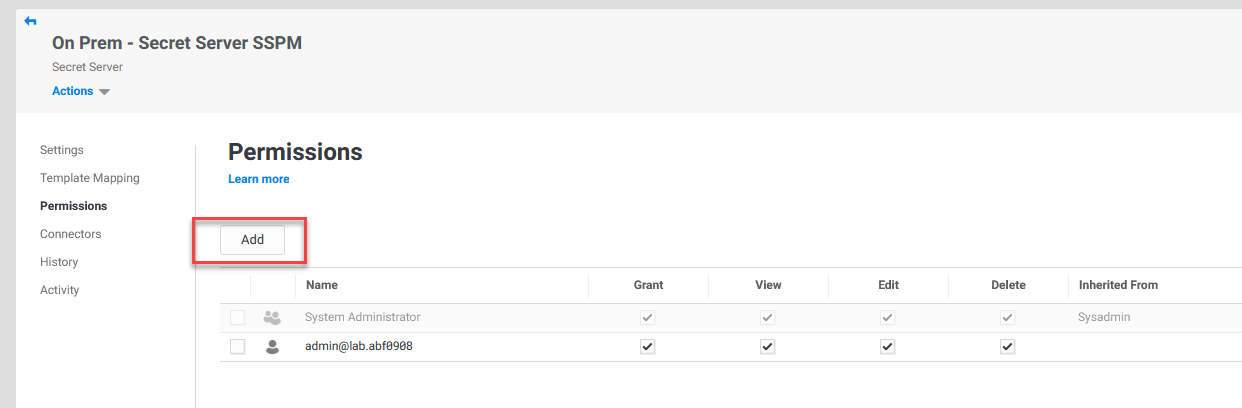 On Prem - Secret Server SSPM
Secret Server
Actions
Settings
Template Mapping
Permissions
Connectors
History
Activity
Permissions
Learn more
Add
Name Grant View Edit Delete Inherited From
System Administrator Sysadmin
admin@lab.abf0908